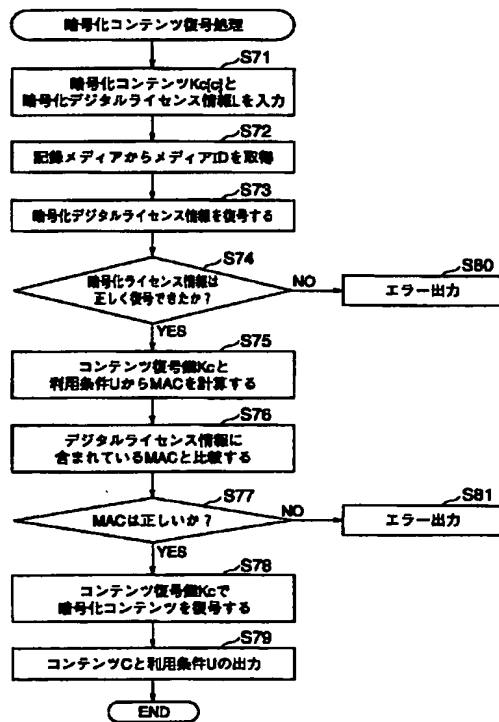 暗号化コンテンツ復号処理
S71
暗号化コンテンツKc[c]と
暗号化デジタルライセンス情報Lを入力
S72
記録メディアからメディアIDを取得
S73
暗号化デジタルライセンス情報を復号する
S74
暗号化ライセンス情報は
正しく復号できたか？
NO
S80
エラー出力
YES
S75
コンテンツ復号鍵Kcと
利用条件UからMACを計算する
S76
デジタルライセンス情報に
含まれているMACと比較する
S77
MACは正しいか？
NO
S81
エラー出力
YES
S78
コンテンツ復号鍵Kcで
暗号化コンテンツを復号する
S79
コンテンツCと利用条件Uの出力
END